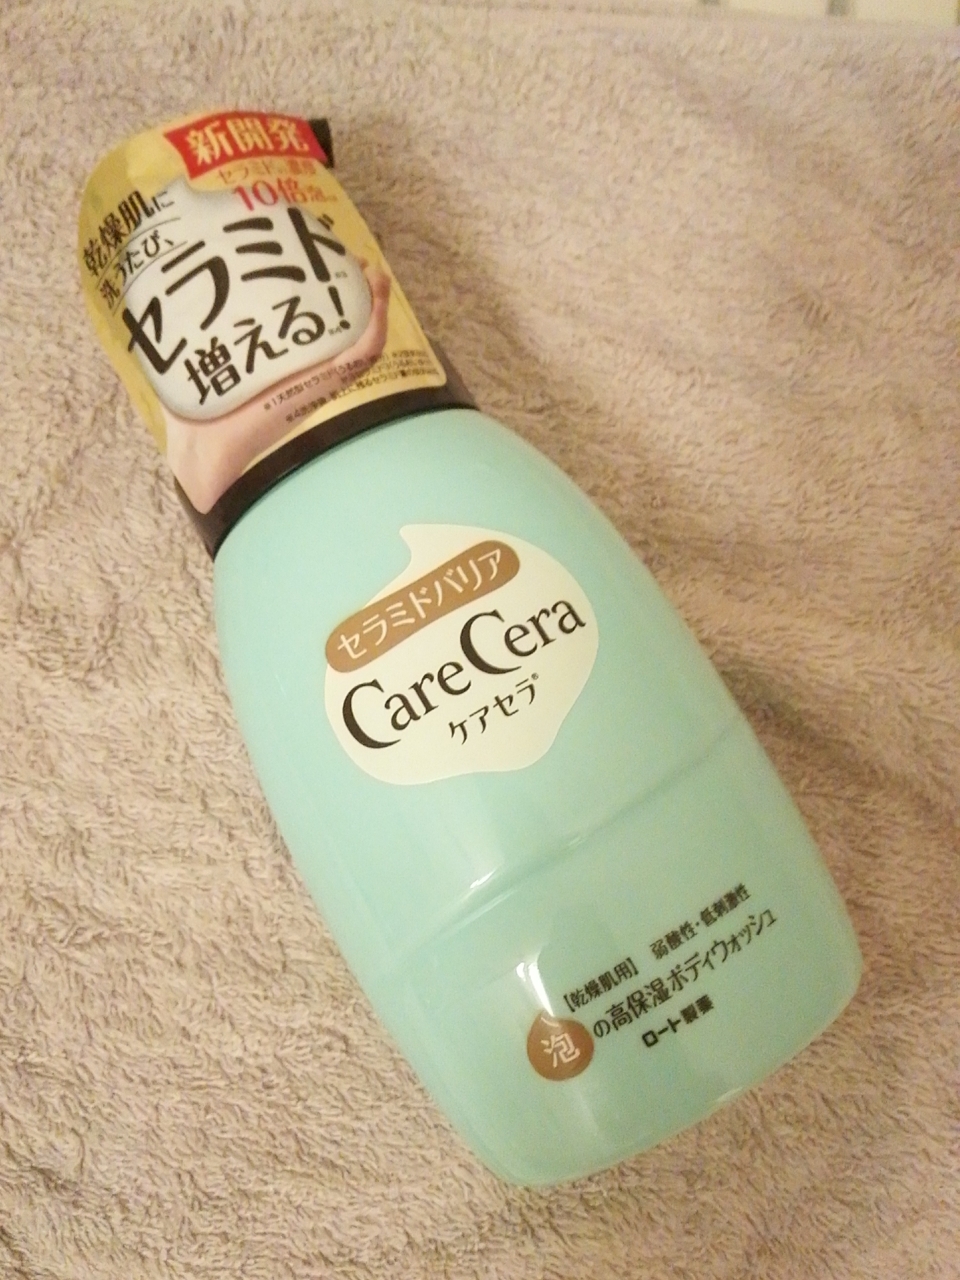 新開発
セラミド濃度
10倍泡
乾燥肌に
洗うたび、
セラミド
増える!
セラミドバリア
CareCera
ケアセラ®
【乾燥肌用】 弱酸性・低刺激性
泡の高保湿ボディウォッシュ
ロート製薬